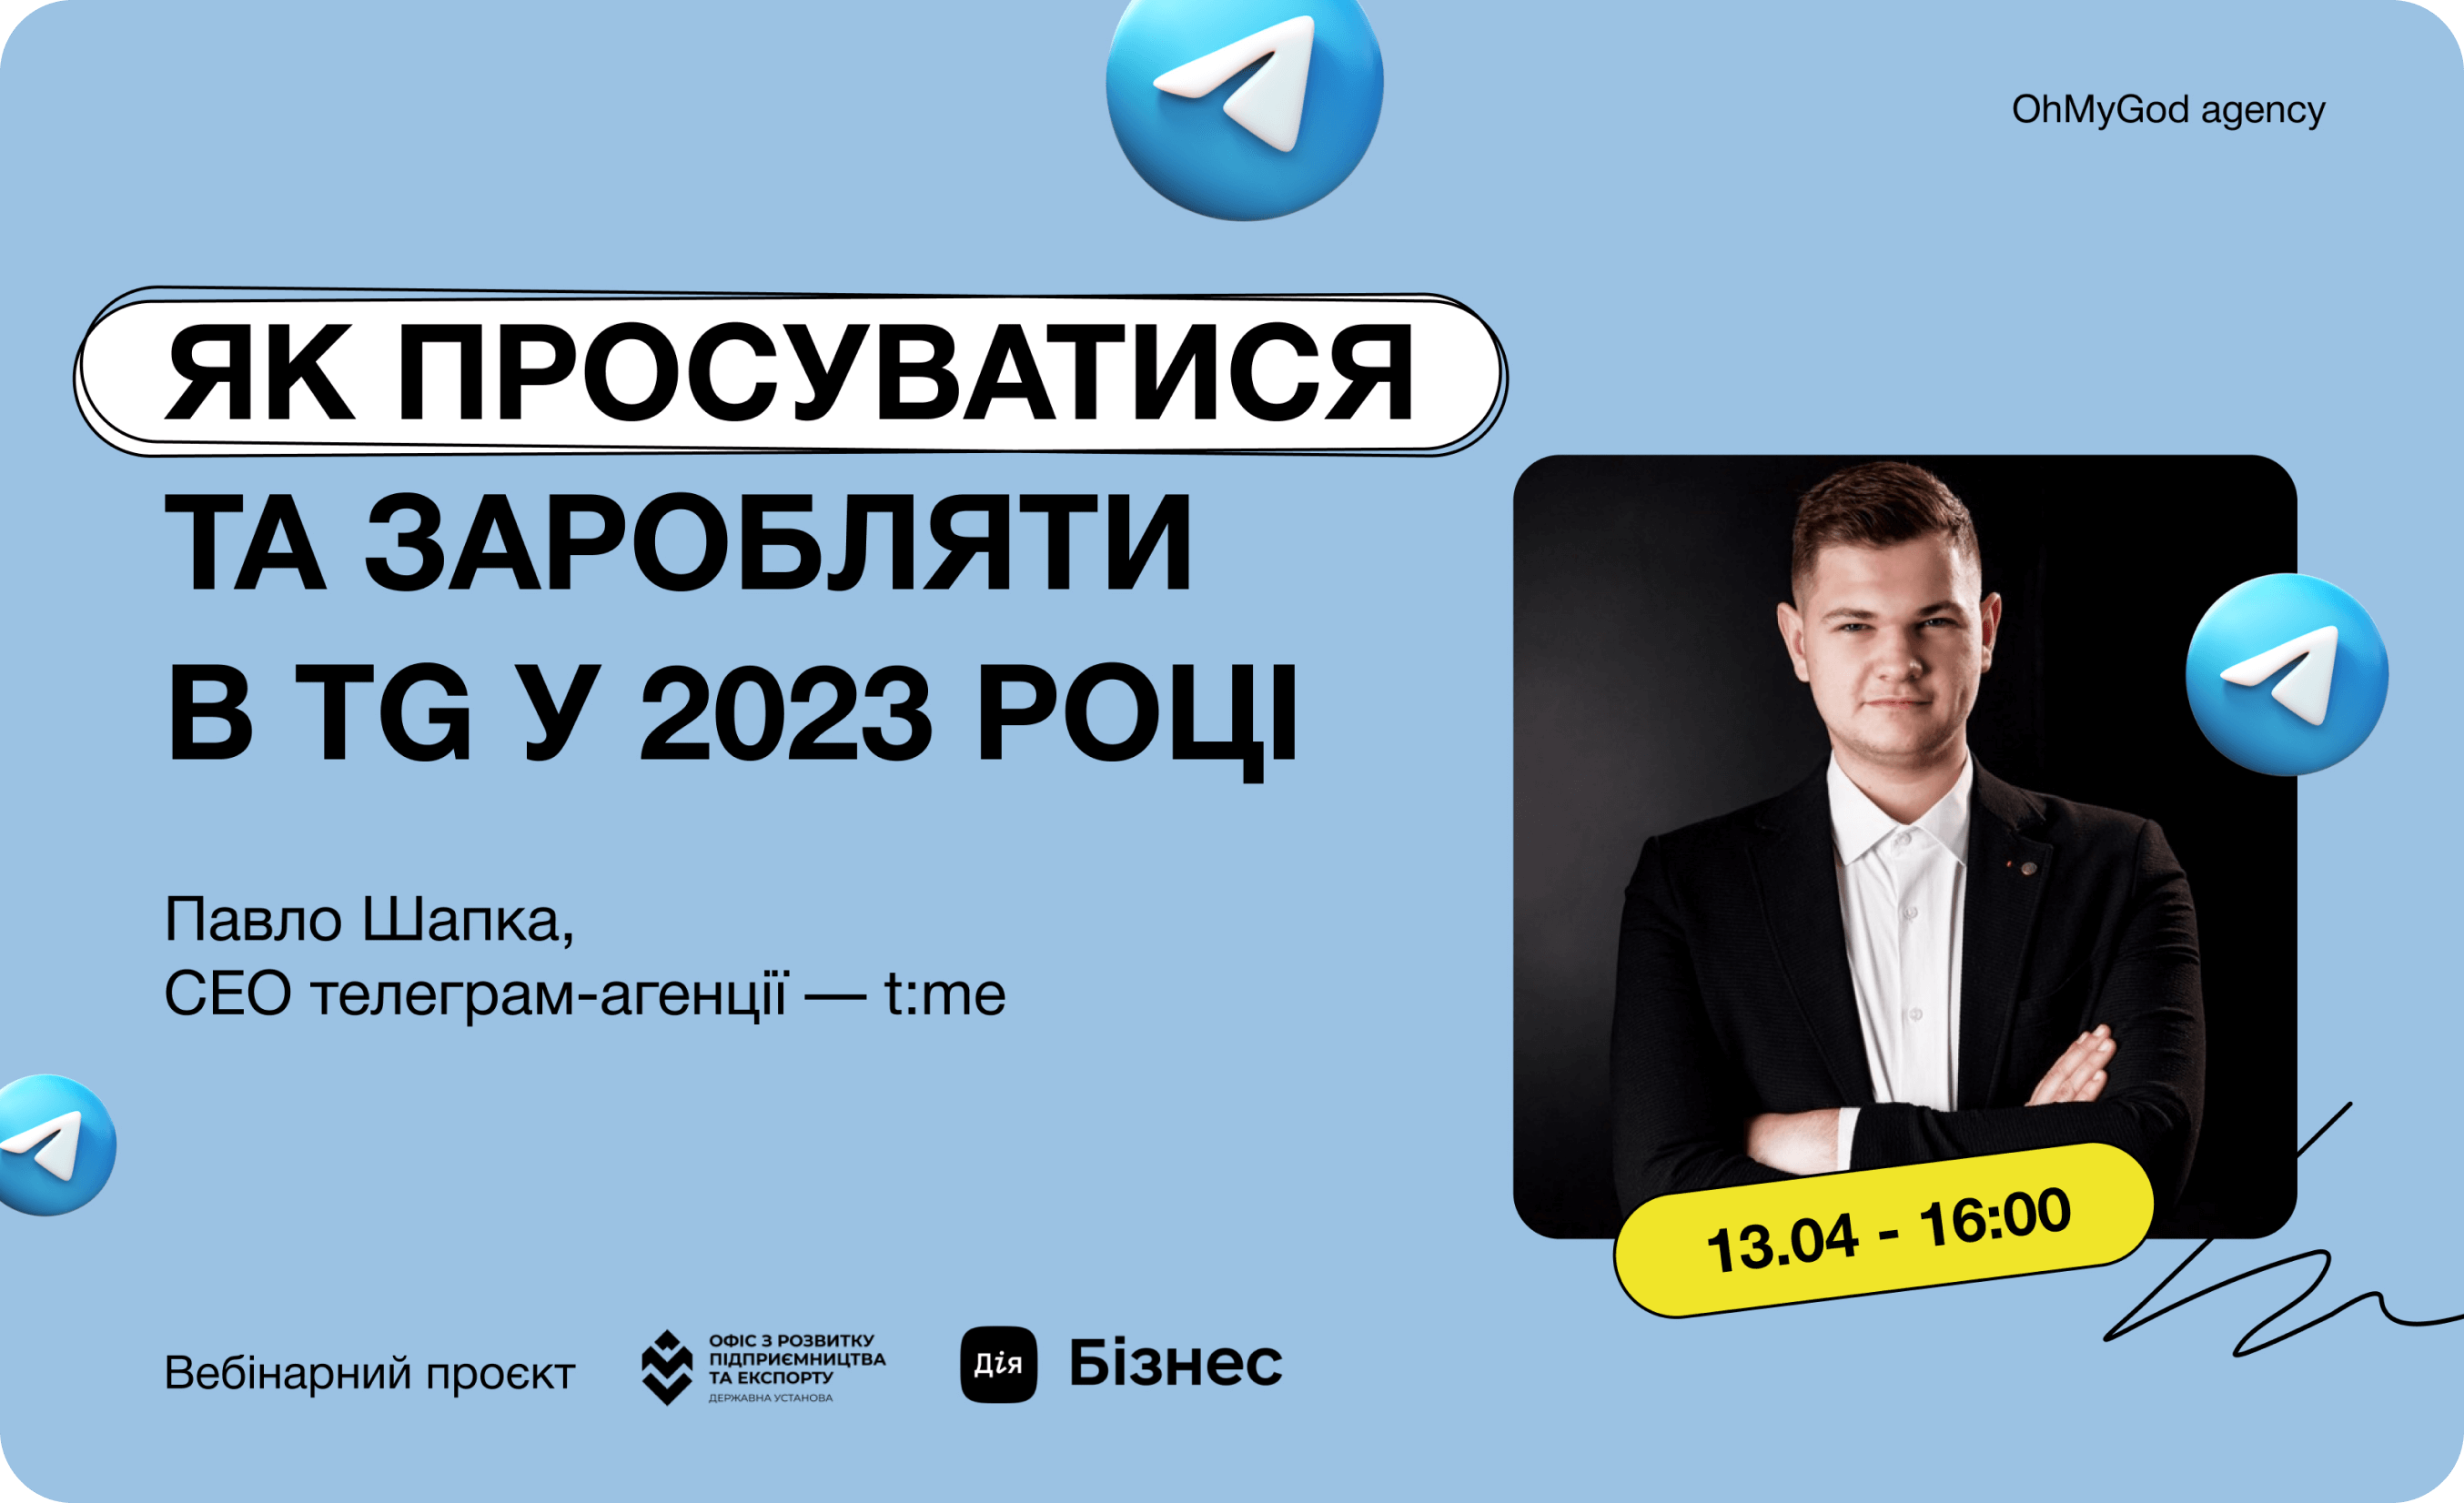 OhMyGod agency
ЯК ПРОСУВАТИСЯ
ТА ЗАРОБЛЯТИ
В TG У 2023 РОЦІ
Павло Шапка,
CEO телеграм-агенції — t:me
13.04 - 16:00
Вебінарний проєкт
ОФІС З РОЗВИТКУ
ПІДПРИЄМНИЦТВА
ТА ЕКСПОРТУ
ДЕРЖАВНА УСТАНОВА
Дія Бізнес